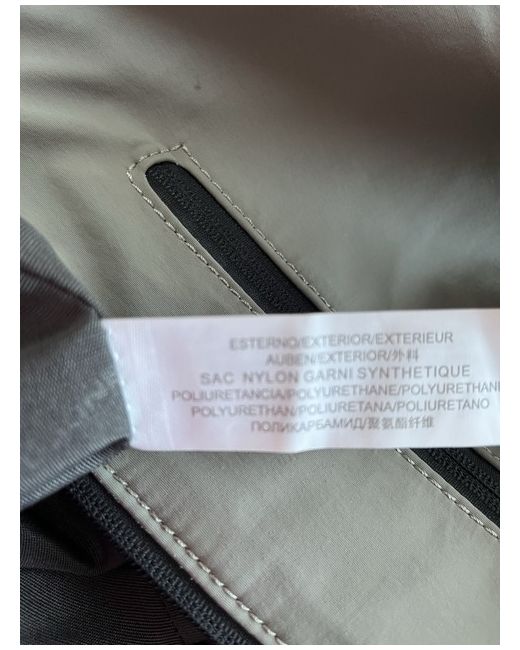 ESTERNO/EXTERIOR/EXTERIEUR
AUBEN/EXTERIOR/外料
SAC NYLON GARNI SYNTHETIQUE
POLIURETANCIA/POLYURETHANE/POLYURETHANE
POLYURETHAN/POLIURETANA/POLIURETANO
ПОЛИКАРБАМИД/聚氨酯纤维